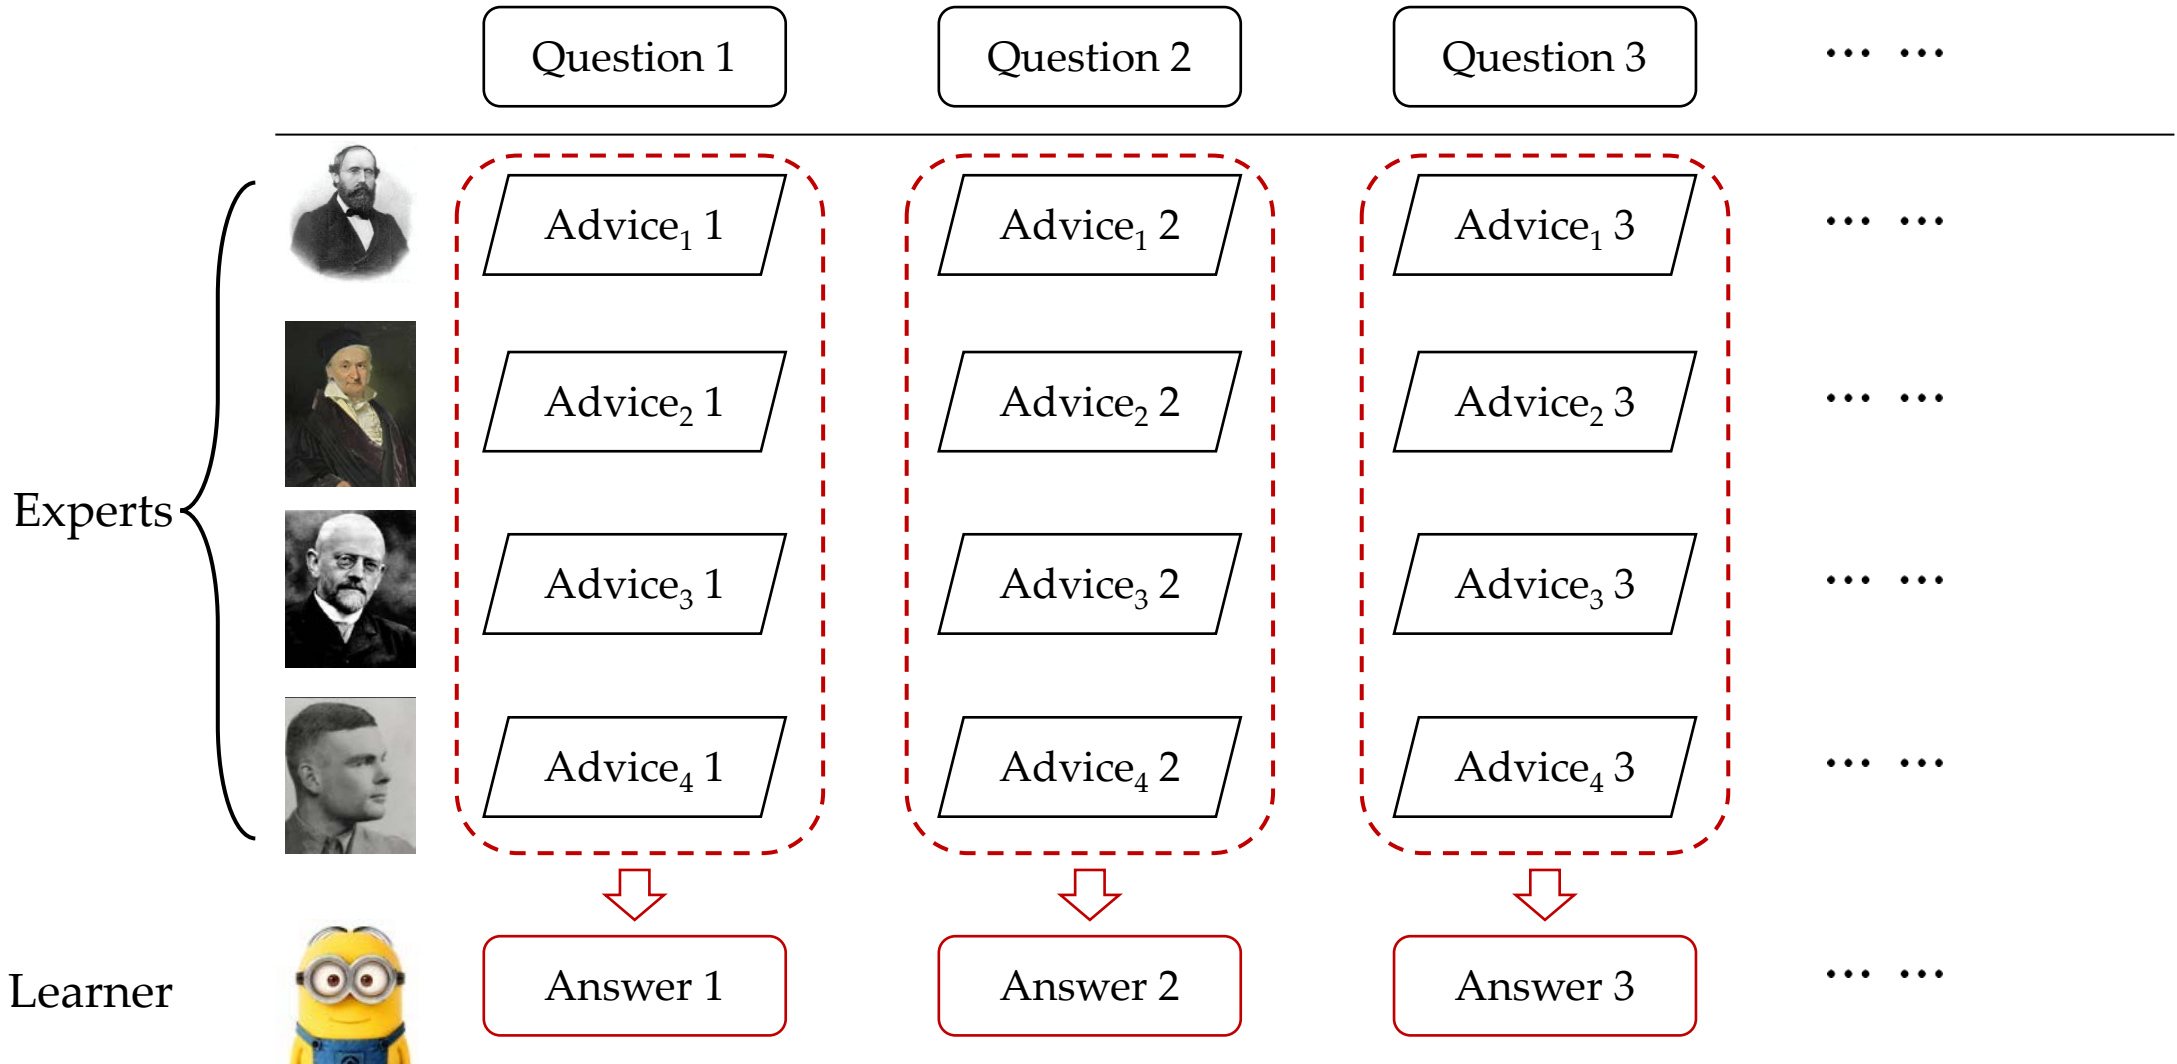 Question 1 Question 2 Question 3 ... ...
Advice₁ 1 Advice₁ 2 Advice₁ 3 ... ...
Advice₂ 1 Advice₂ 2 Advice₂ 3 ... ...
Experts
Advice₃ 1 Advice₃ 2 Advice₃ 3 ... ...
Advice₄ 1 Advice₄ 2 Advice₄ 3 ... ...
Learner Answer 1 Answer 2 Answer 3 ... ...